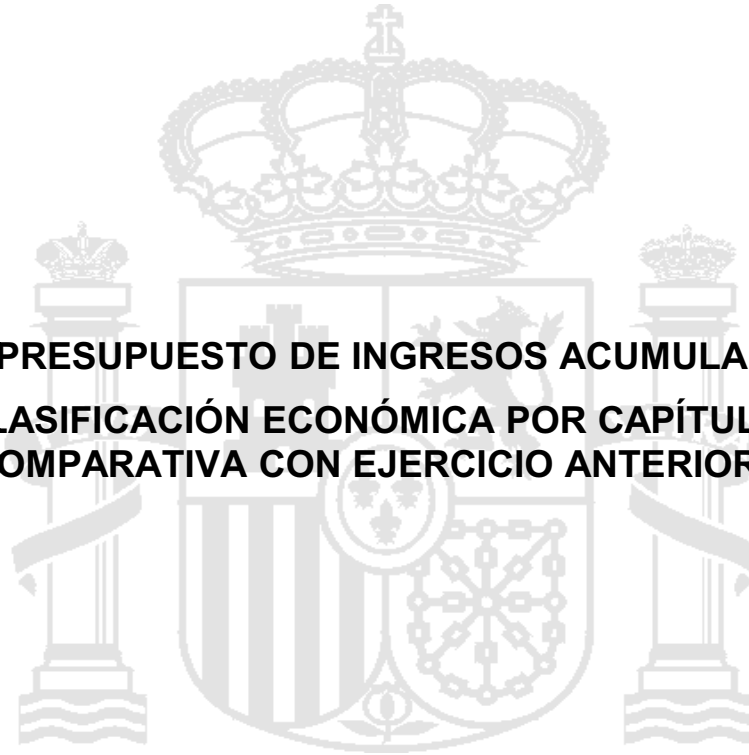 PRESUPUESTO DE INGRESOS ACUMULA
LASIFICACIÓN ECONÓMICA POR CAPÍTUL
OMPARATIVA CON EJERCICIO ANTERIOR